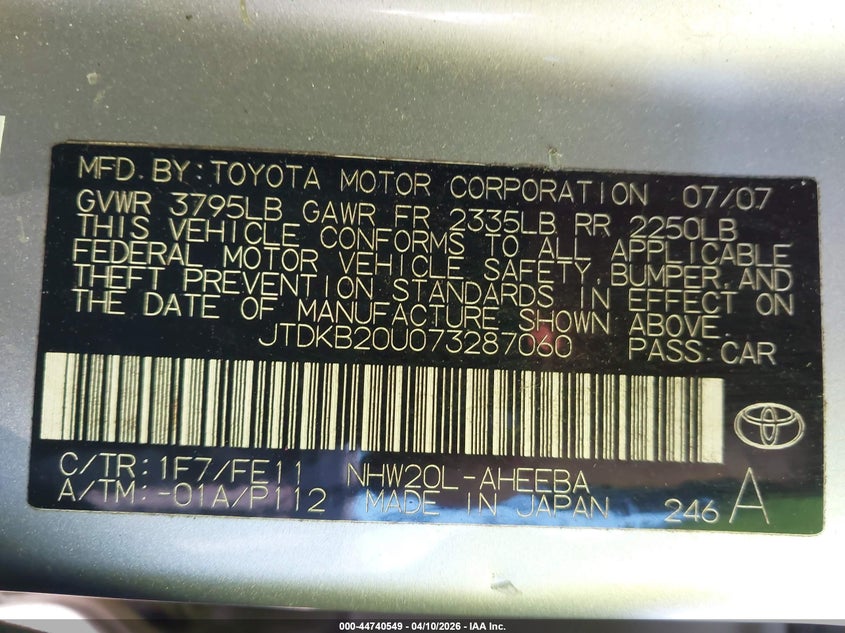 MFD.BY:TOYOTA MOTOR CORPORATION 07/07
GVWR 3795LB GAWR FR 2335LB RR 2250LB
THIS VEHICLE CONFORMS TO ALL APPLICABLE
FEDERAL MOTOR VEHICLE SAFETY,BUMPER,AND
THEFT PREVENTION STANDARDS IN EFFECT ON
THE DATE OF MANUFACTURE SHOWN ABOVE.
JTDKB20U073287060 PASS.CAR
C/TR:1F7/FE11 NHW20L-AHEEBA
A/TM:-01A/P112 MADE IN JAPAN 246 A
000-44740549 - 04/10/2026 - IAA Inc.